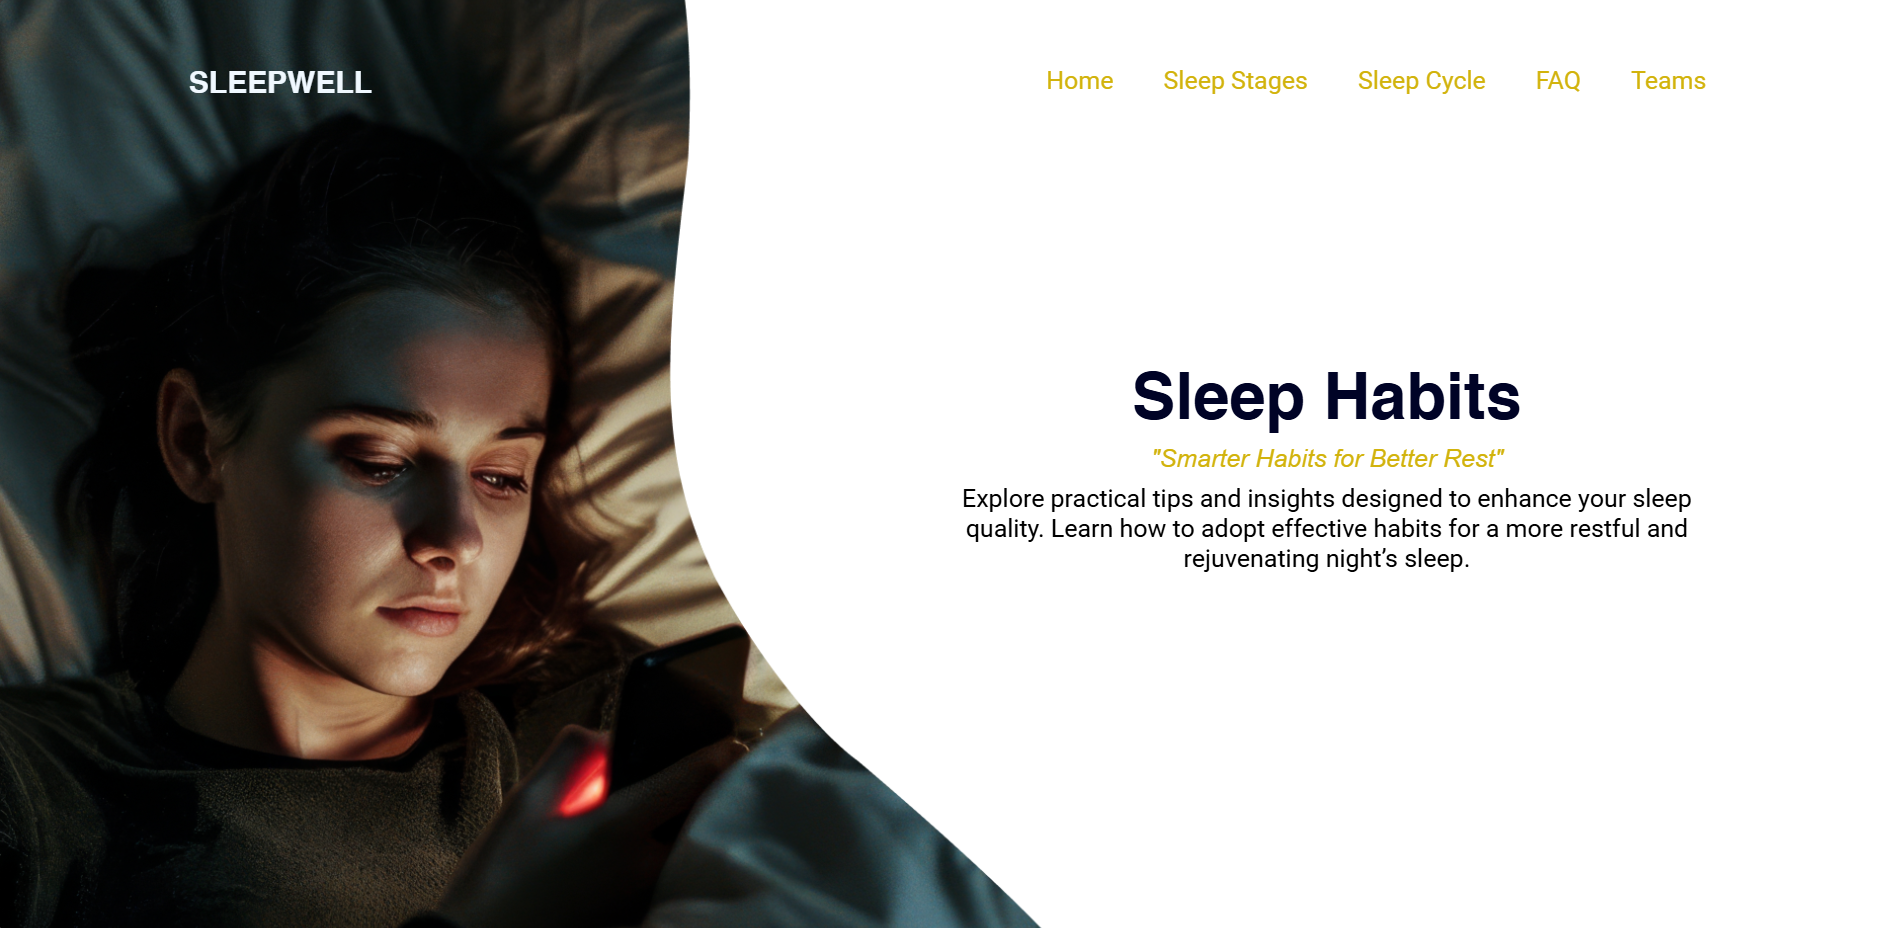 SLEEPWELL
Home Sleep Stages Sleep Cycle FAQ Teams
Sleep Habits
"Smarter Habits for Better Rest"
Explore practical tips and insights designed to enhance your sleep
quality. Learn how to adopt effective habits for a more restful and
rejuvenating night’s sleep.